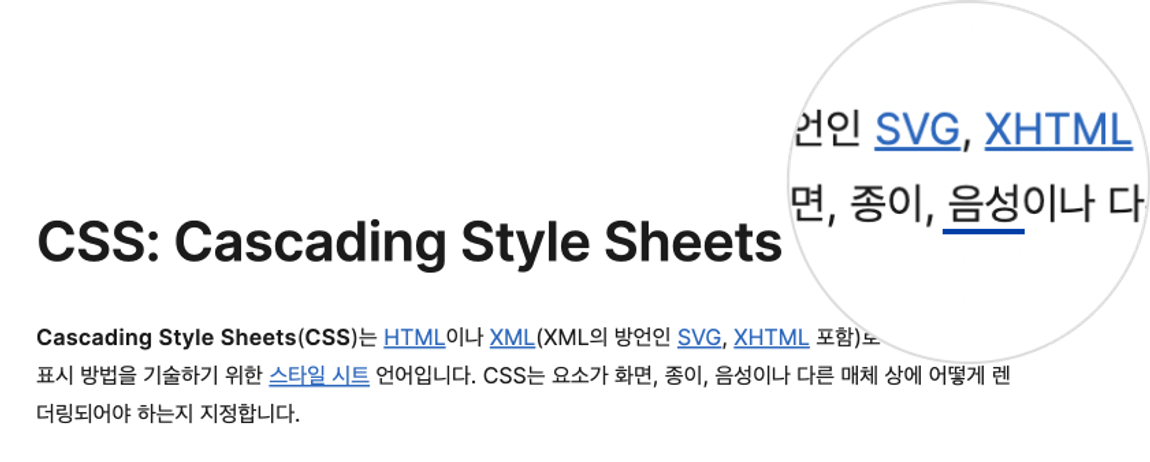 언인 SVG, XHTML
면, 종이, 음성이나 다
CSS: Cascading Style Sheets
Cascading Style Sheets(CSS)는 HTML이나 XML(XML의 방언인 SVG, XHTML 포함)로
표시 방법을 기술하기 위한 스타일 시트 언어입니다. CSS는 요소가 화면, 종이, 음성이나 다른 매체 상에 어떻게 렌
더링되어야 하는지 지정합니다.